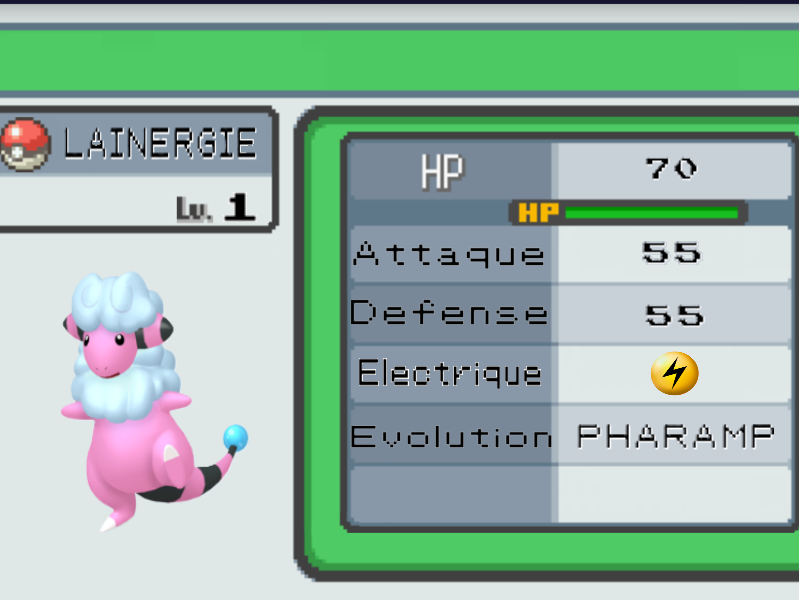 LAINERGIE
Lv. 1
HP 70
HP
Attaque 55
Defense 55
Electrique
Evolution PHARAMP